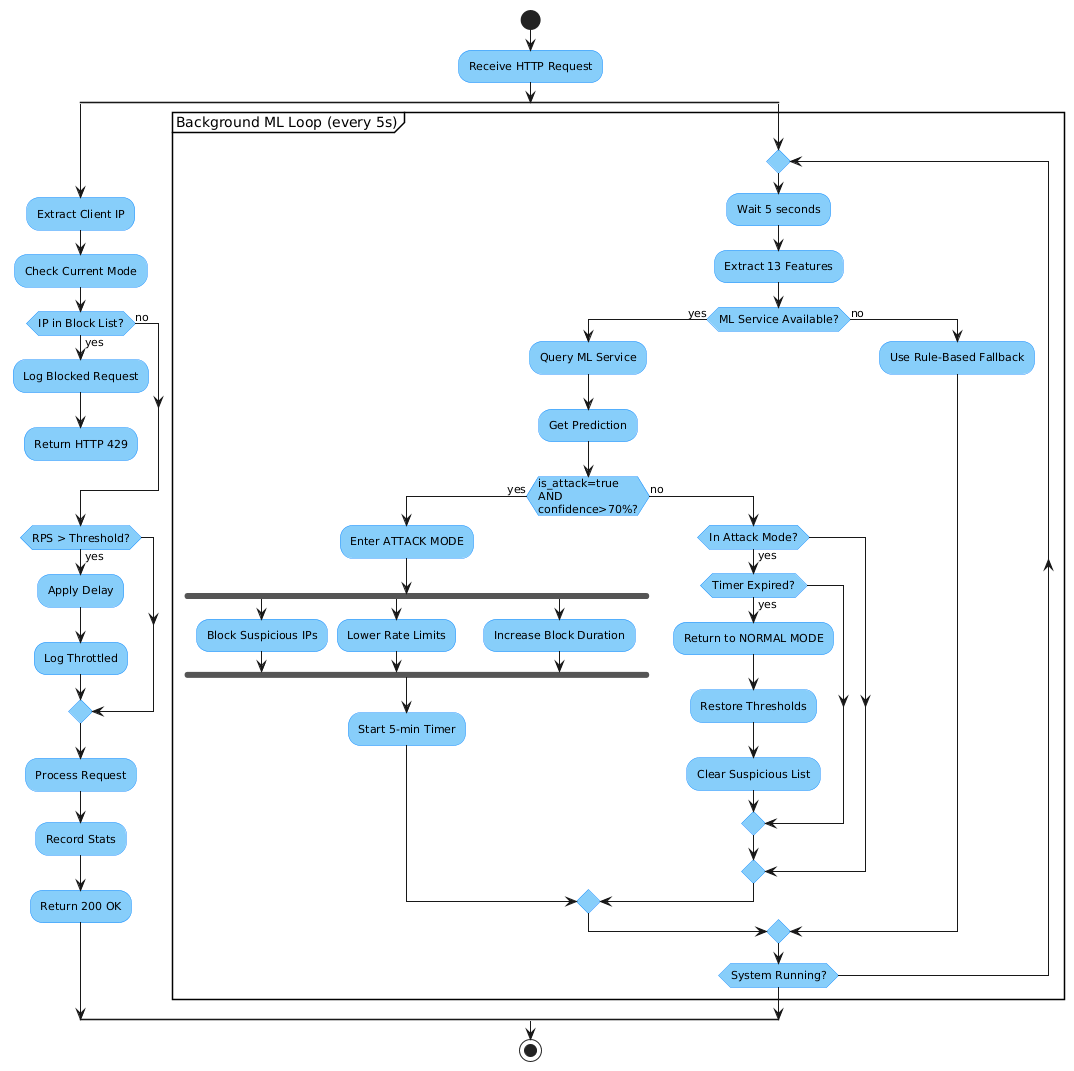 Receive HTTP Request
Background ML Loop (every 5s)
Extract Client IP
Check Current Mode
IP in Block List?
no
yes
Log Blocked Request
Return HTTP 429
RPS > Threshold?
yes
Apply Delay
Log Throttled
Process Request
Record Stats
Return 200 OK
Wait 5 seconds
Extract 13 Features
yes
ML Service Available?
no
Query ML Service
Use Rule-Based Fallback
Get Prediction
yes
is_attack=true
AND
confidence>70%?
no
Enter ATTACK MODE
Block Suspicious IPs
Lower Rate Limits
Increase Block Duration
Start 5-min Timer
In Attack Mode?
yes
Timer Expired?
yes
Return to NORMAL MODE
Restore Thresholds
Clear Suspicious List
System Running?